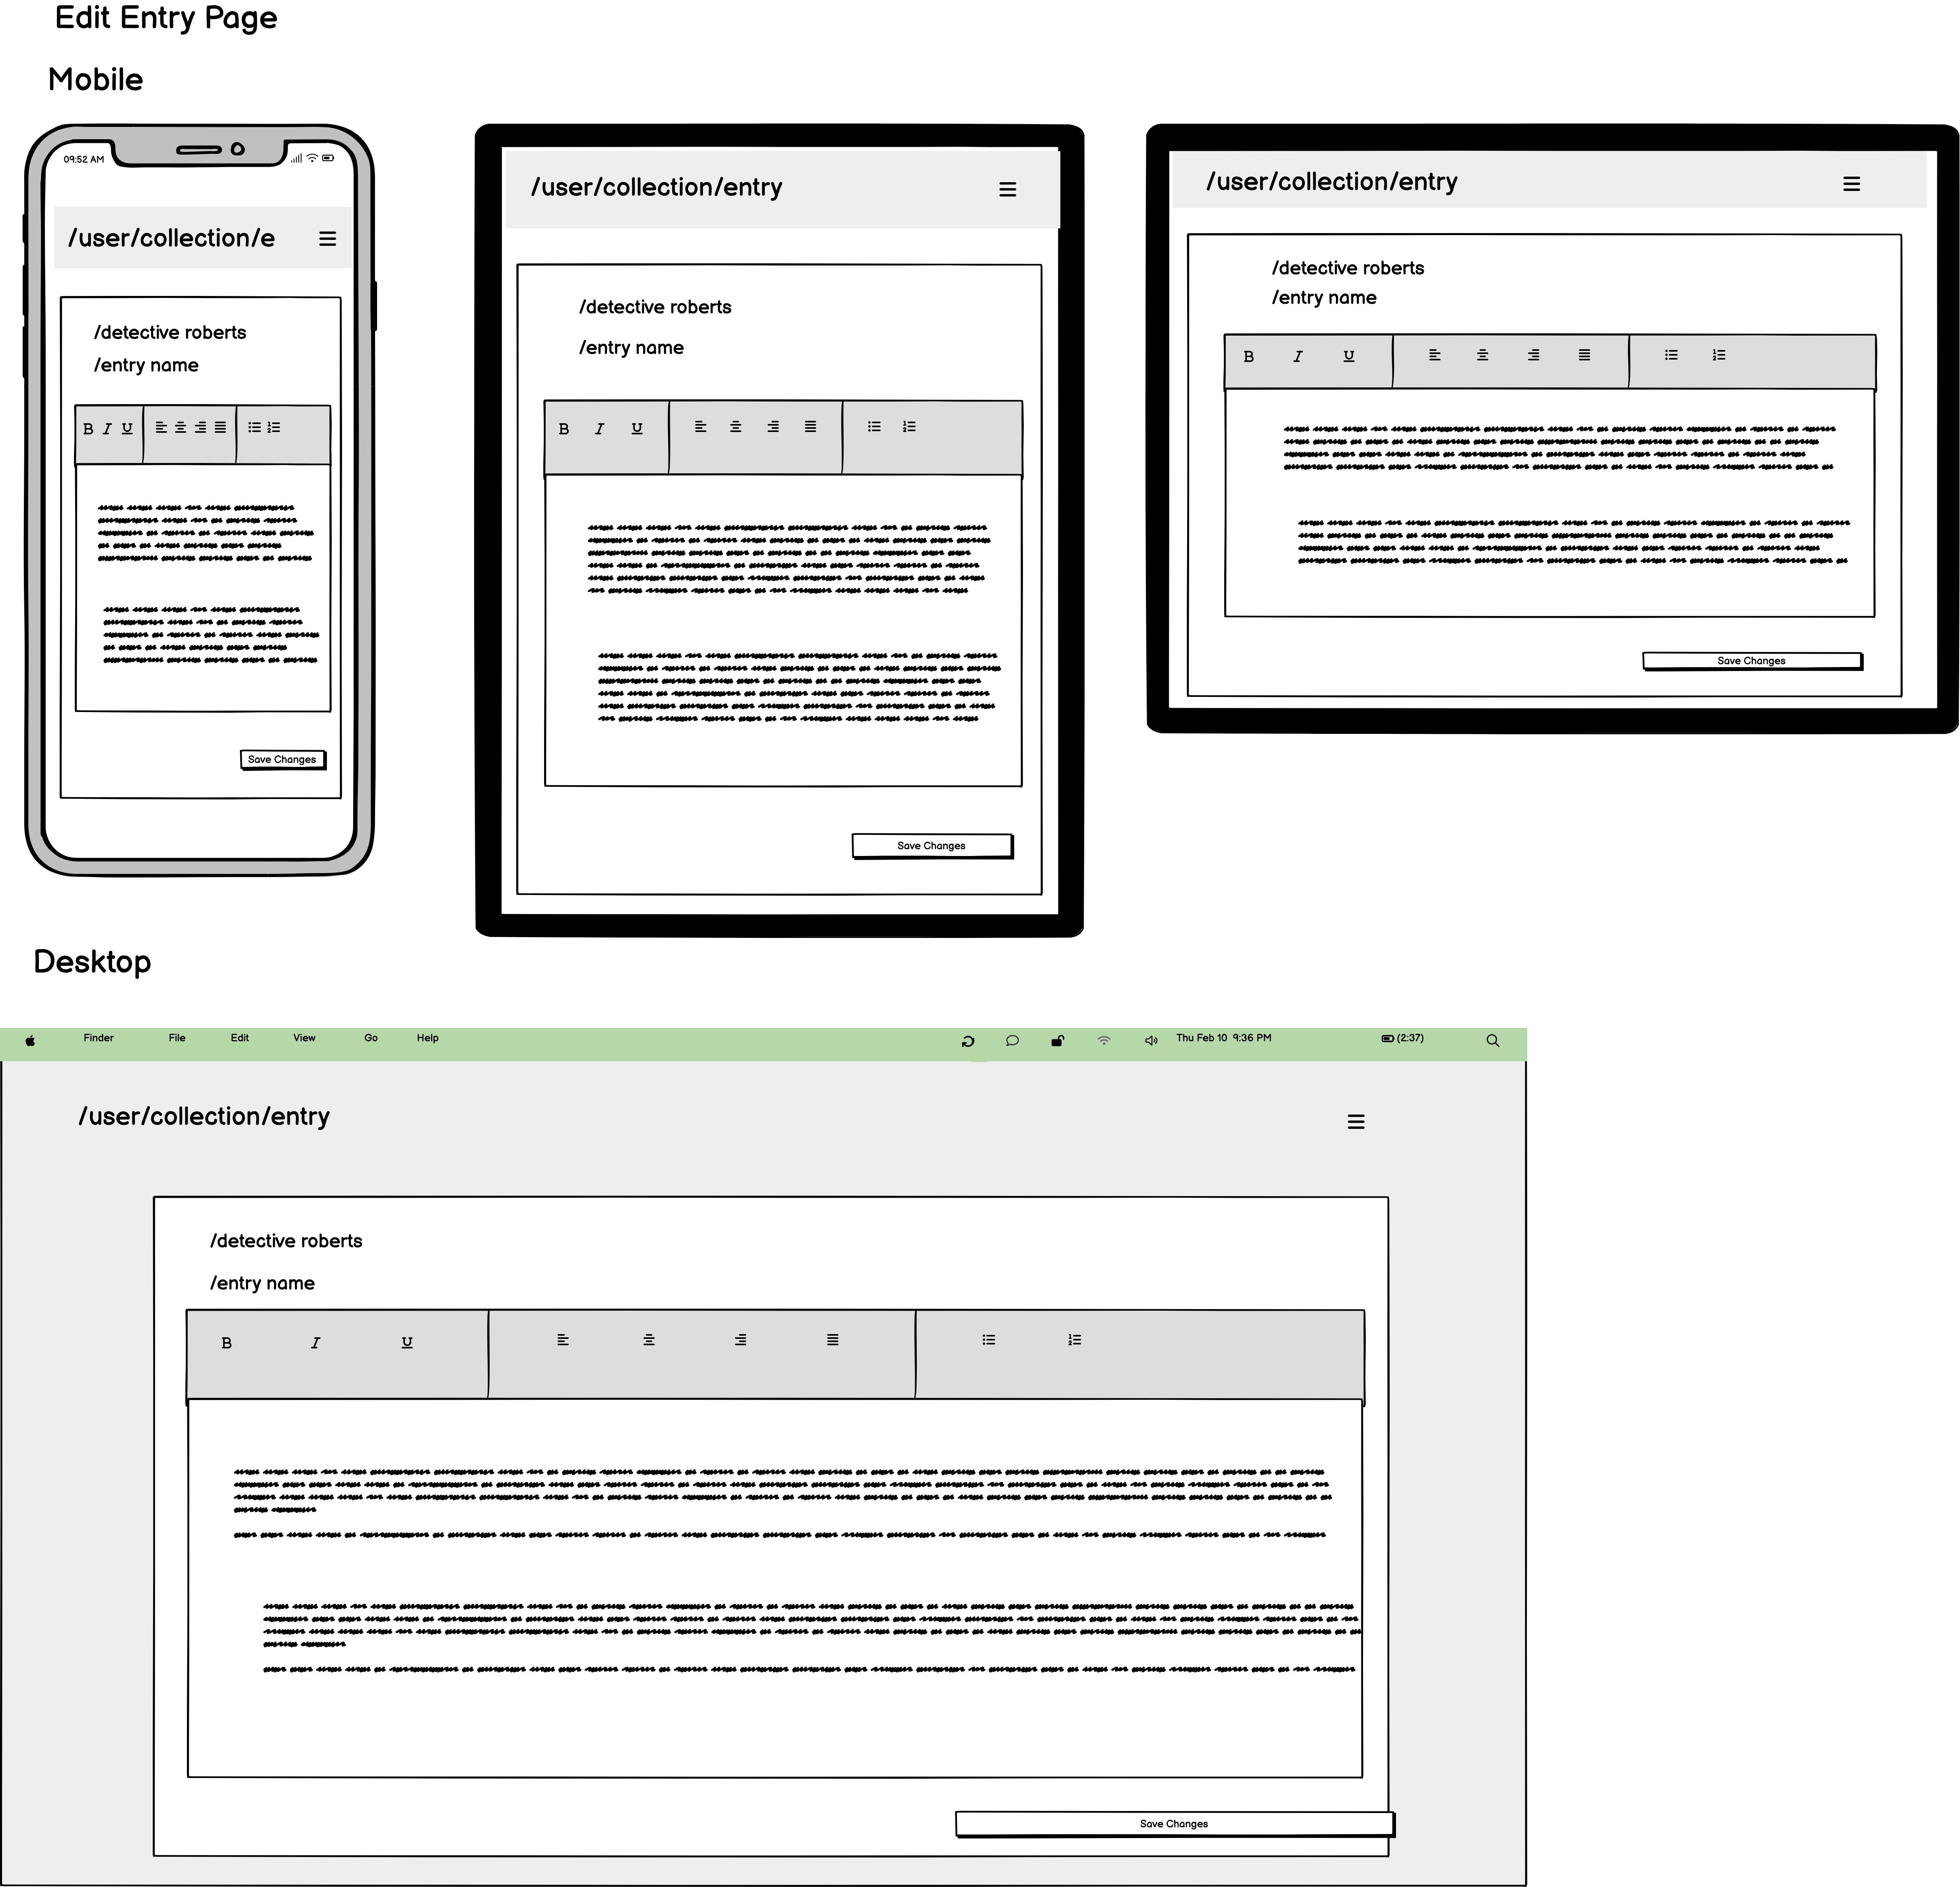 Edit Entry Page
Mobile
09:52 AM
/user/collection/e
/detective roberts
/entry name
B I U
Save Changes
/user/collection/entry
/detective roberts
/entry name
B I U
Save Changes
/user/collection/entry
/detective roberts
/entry name
B I U
Save Changes
Desktop
Finder File Edit View Go Help Thu Feb 10 9:36 PM (2:37)
/user/collection/entry
/detective roberts
/entry name
B I U
Save Changes